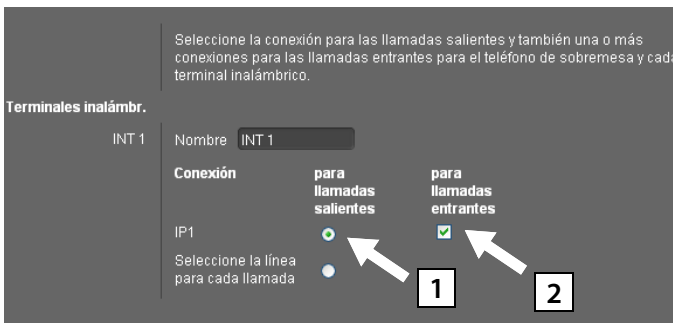 Seleccione la conexión para las llamadas salientes y también una o más
conexiones para las llamadas entrantes para el teléfono de sobremesa y cada
terminal inalámbrico.
Terminales inalámbr.
INT 1
Nombre
INT 1
Conexión
para
llamadas
salientes
para
llamadas
entrantes
IP1
Seleccione la línea
para cada llamada
1
2